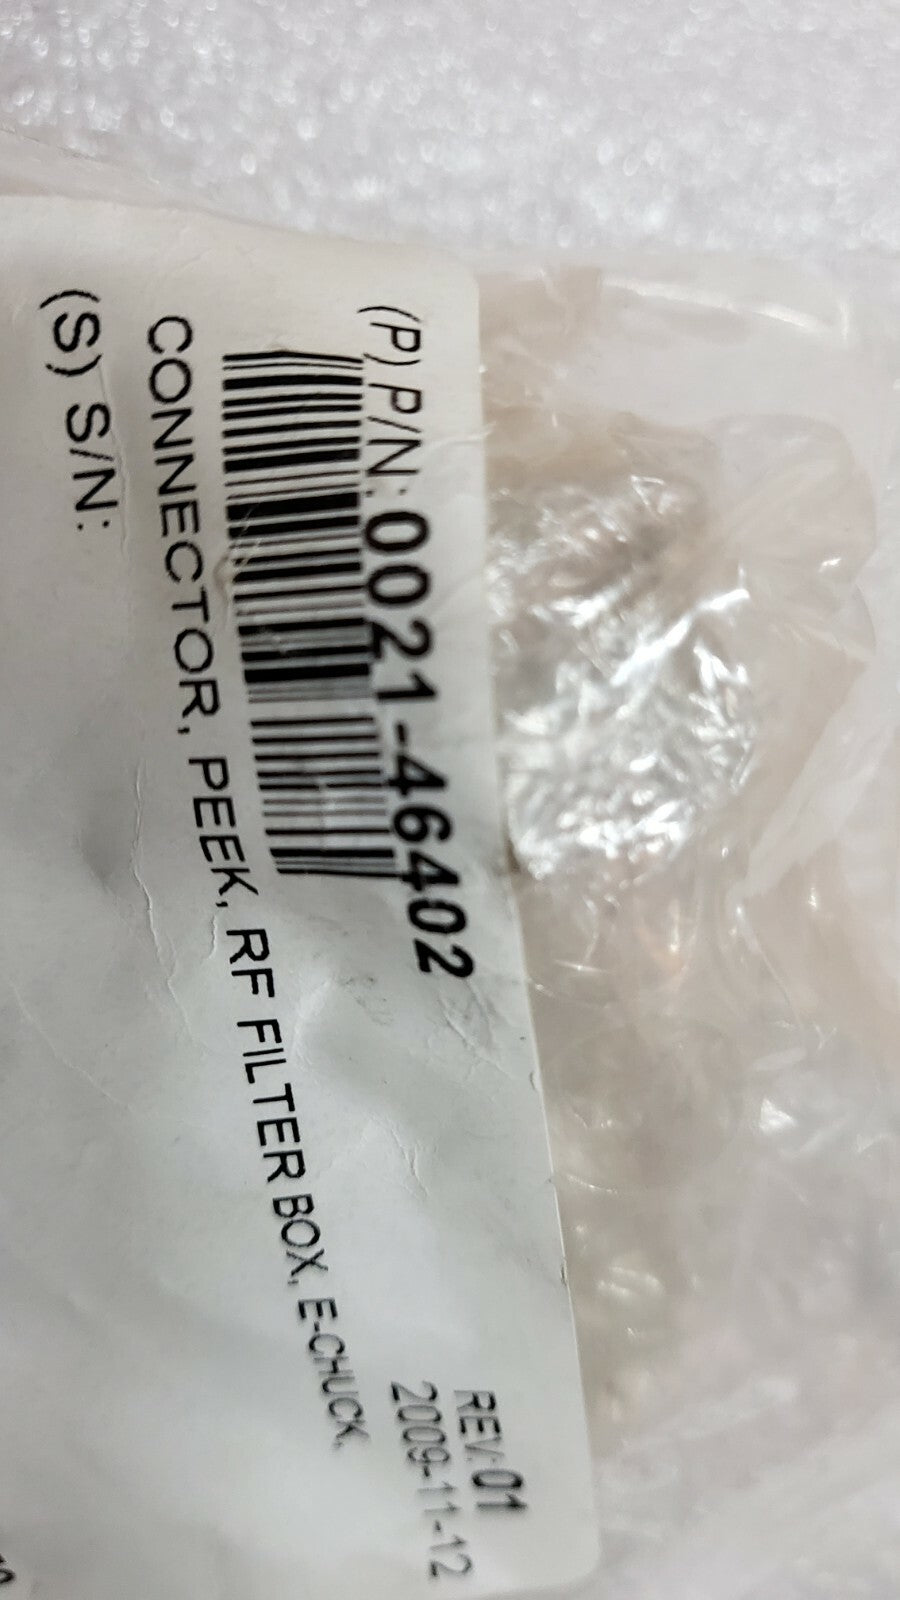 (P) P/N: 0021-46402
REV: 01
2009-11-12
CONNECTOR, PEEK, RF FILTER BOX, E-CHUCK,
(S) S/N: